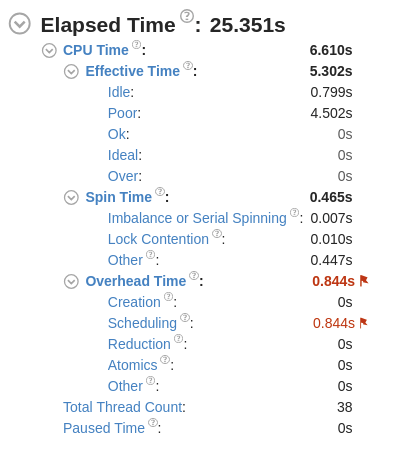 Elapsed Time ?: 25.351s
CPU Time ?: 6.610s
Effective Time ?: 5.302s
Idle: 0.799s
Poor: 4.502s
Ok: 0s
Ideal: 0s
Over: 0s
Spin Time ?: 0.465s
Imbalance or Serial Spinning ?: 0.007s
Lock Contention ?: 0.010s
Other ?: 0.447s
Overhead Time ?: 0.844s
Creation ?: 0s
Scheduling ?: 0.844s
Reduction ?: 0s
Atomics ?: 0s
Other ?: 0s
Total Thread Count: 38
Paused Time ?: 0s